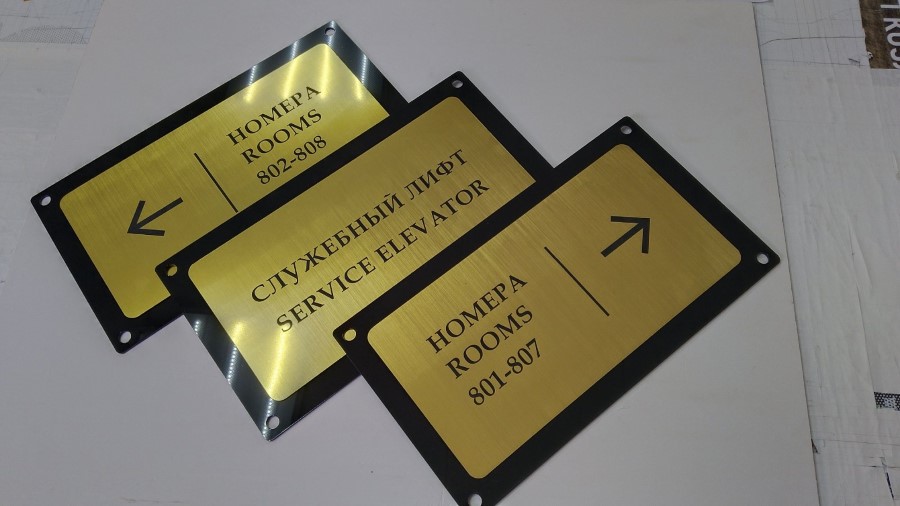 НОМЕРА
ROOMS
802-808
СЛУЖЕБНЫЙ ЛИФТ
SERVICE ELEVATOR
НОМЕРА
ROOMS
801-807